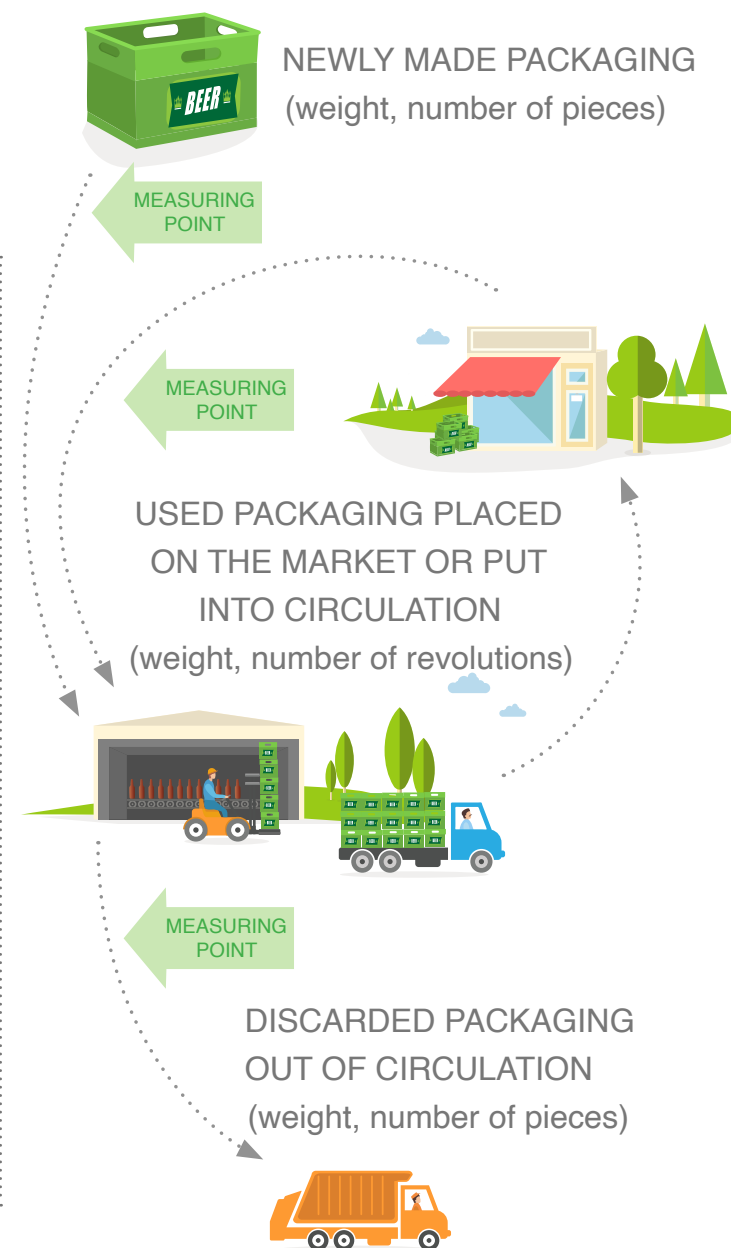 BEER
NEWLY MADE PACKAGING
(weight, number of pieces)
MEASURING
POINT
MEASURING
POINT
USED PACKAGING PLACED
ON THE MARKET OR PUT
INTO CIRCULATION
(weight, number of revolutions)
MEASURING
POINT
DISCARDED PACKAGING
OUT OF CIRCULATION
(weight, number of pieces)